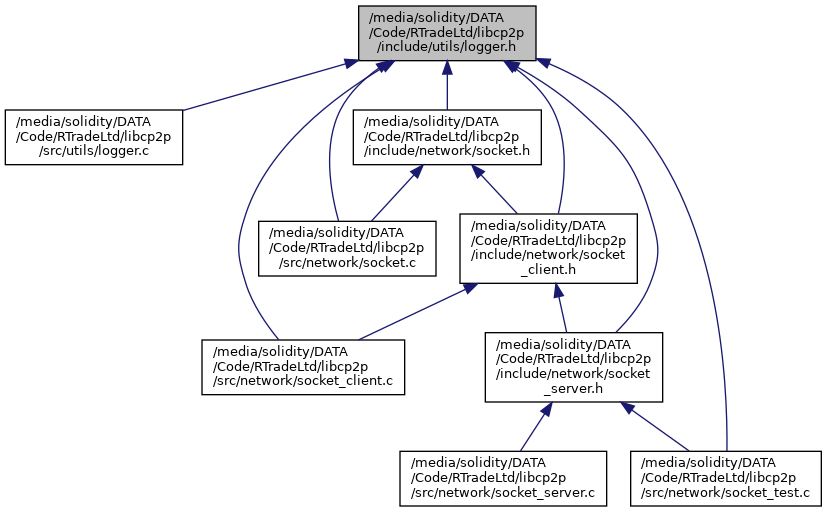 /media/solidity/DATA
/Code/RTradeLtd/libcp2p
/include/utils/logger.h
/media/solidity/DATA
/Code/RTradeLtd/libcp2p
/src/utils/logger.c
/media/solidity/DATA
/Code/RTradeLtd/libcp2p
/include/network/socket.h
/media/solidity/DATA
/Code/RTradeLtd/libcp2p
/src/network/socket.c
/media/solidity/DATA
/Code/RTradeLtd/libcp2p
/include/network/socket
_client.h
/media/solidity/DATA
/Code/RTradeLtd/libcp2p
/src/network/socket_client.c
/media/solidity/DATA
/Code/RTradeLtd/libcp2p
/include/network/socket
_server.h
/media/solidity/DATA
/Code/RTradeLtd/libcp2p
/src/network/socket_server.c
/media/solidity/DATA
/Code/RTradeLtd/libcp2p
/src/network/socket_test.c